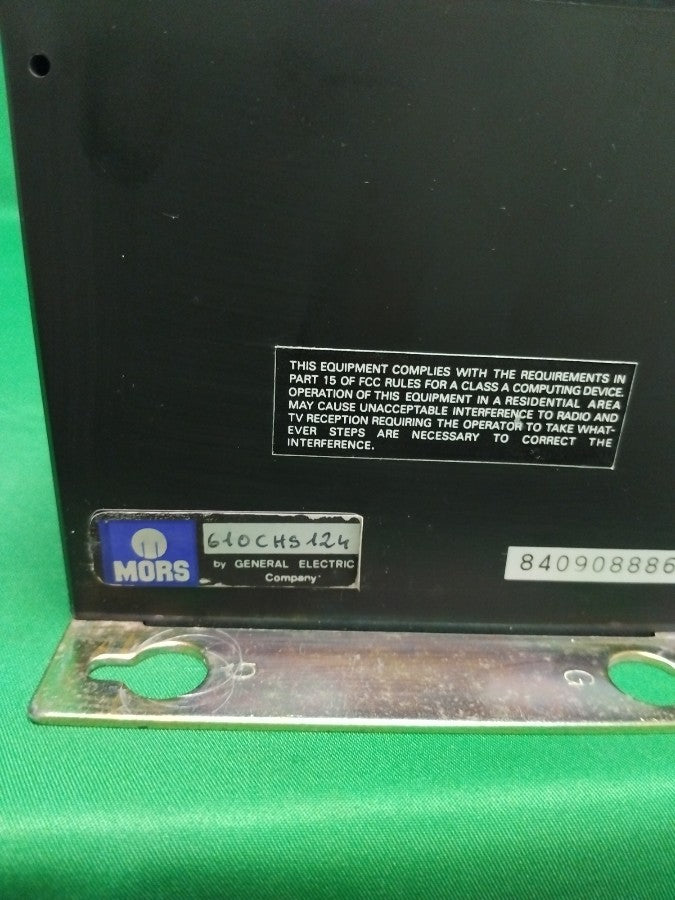 THIS EQUIPMENT COMPLIES WITH THE REQUIREMENTS IN
PART 15 OF FCC RULES FOR A CLASS A COMPUTING DEVICE.
OPERATION OF THIS EQUIPMENT IN A RESIDENTIAL AREA
MAY CAUSE UNACCEPTABLE INTERFERENCE TO RADIO AND
TV RECEPTION REQUIRING THE OPERATOR TO TAKE WHAT-
EVER STEPS ARE NECESSARY TO CORRECT THE
INTERFERENCE.
610CHS124
MORS
by GENERAL ELECTRIC
Company
840908886
G